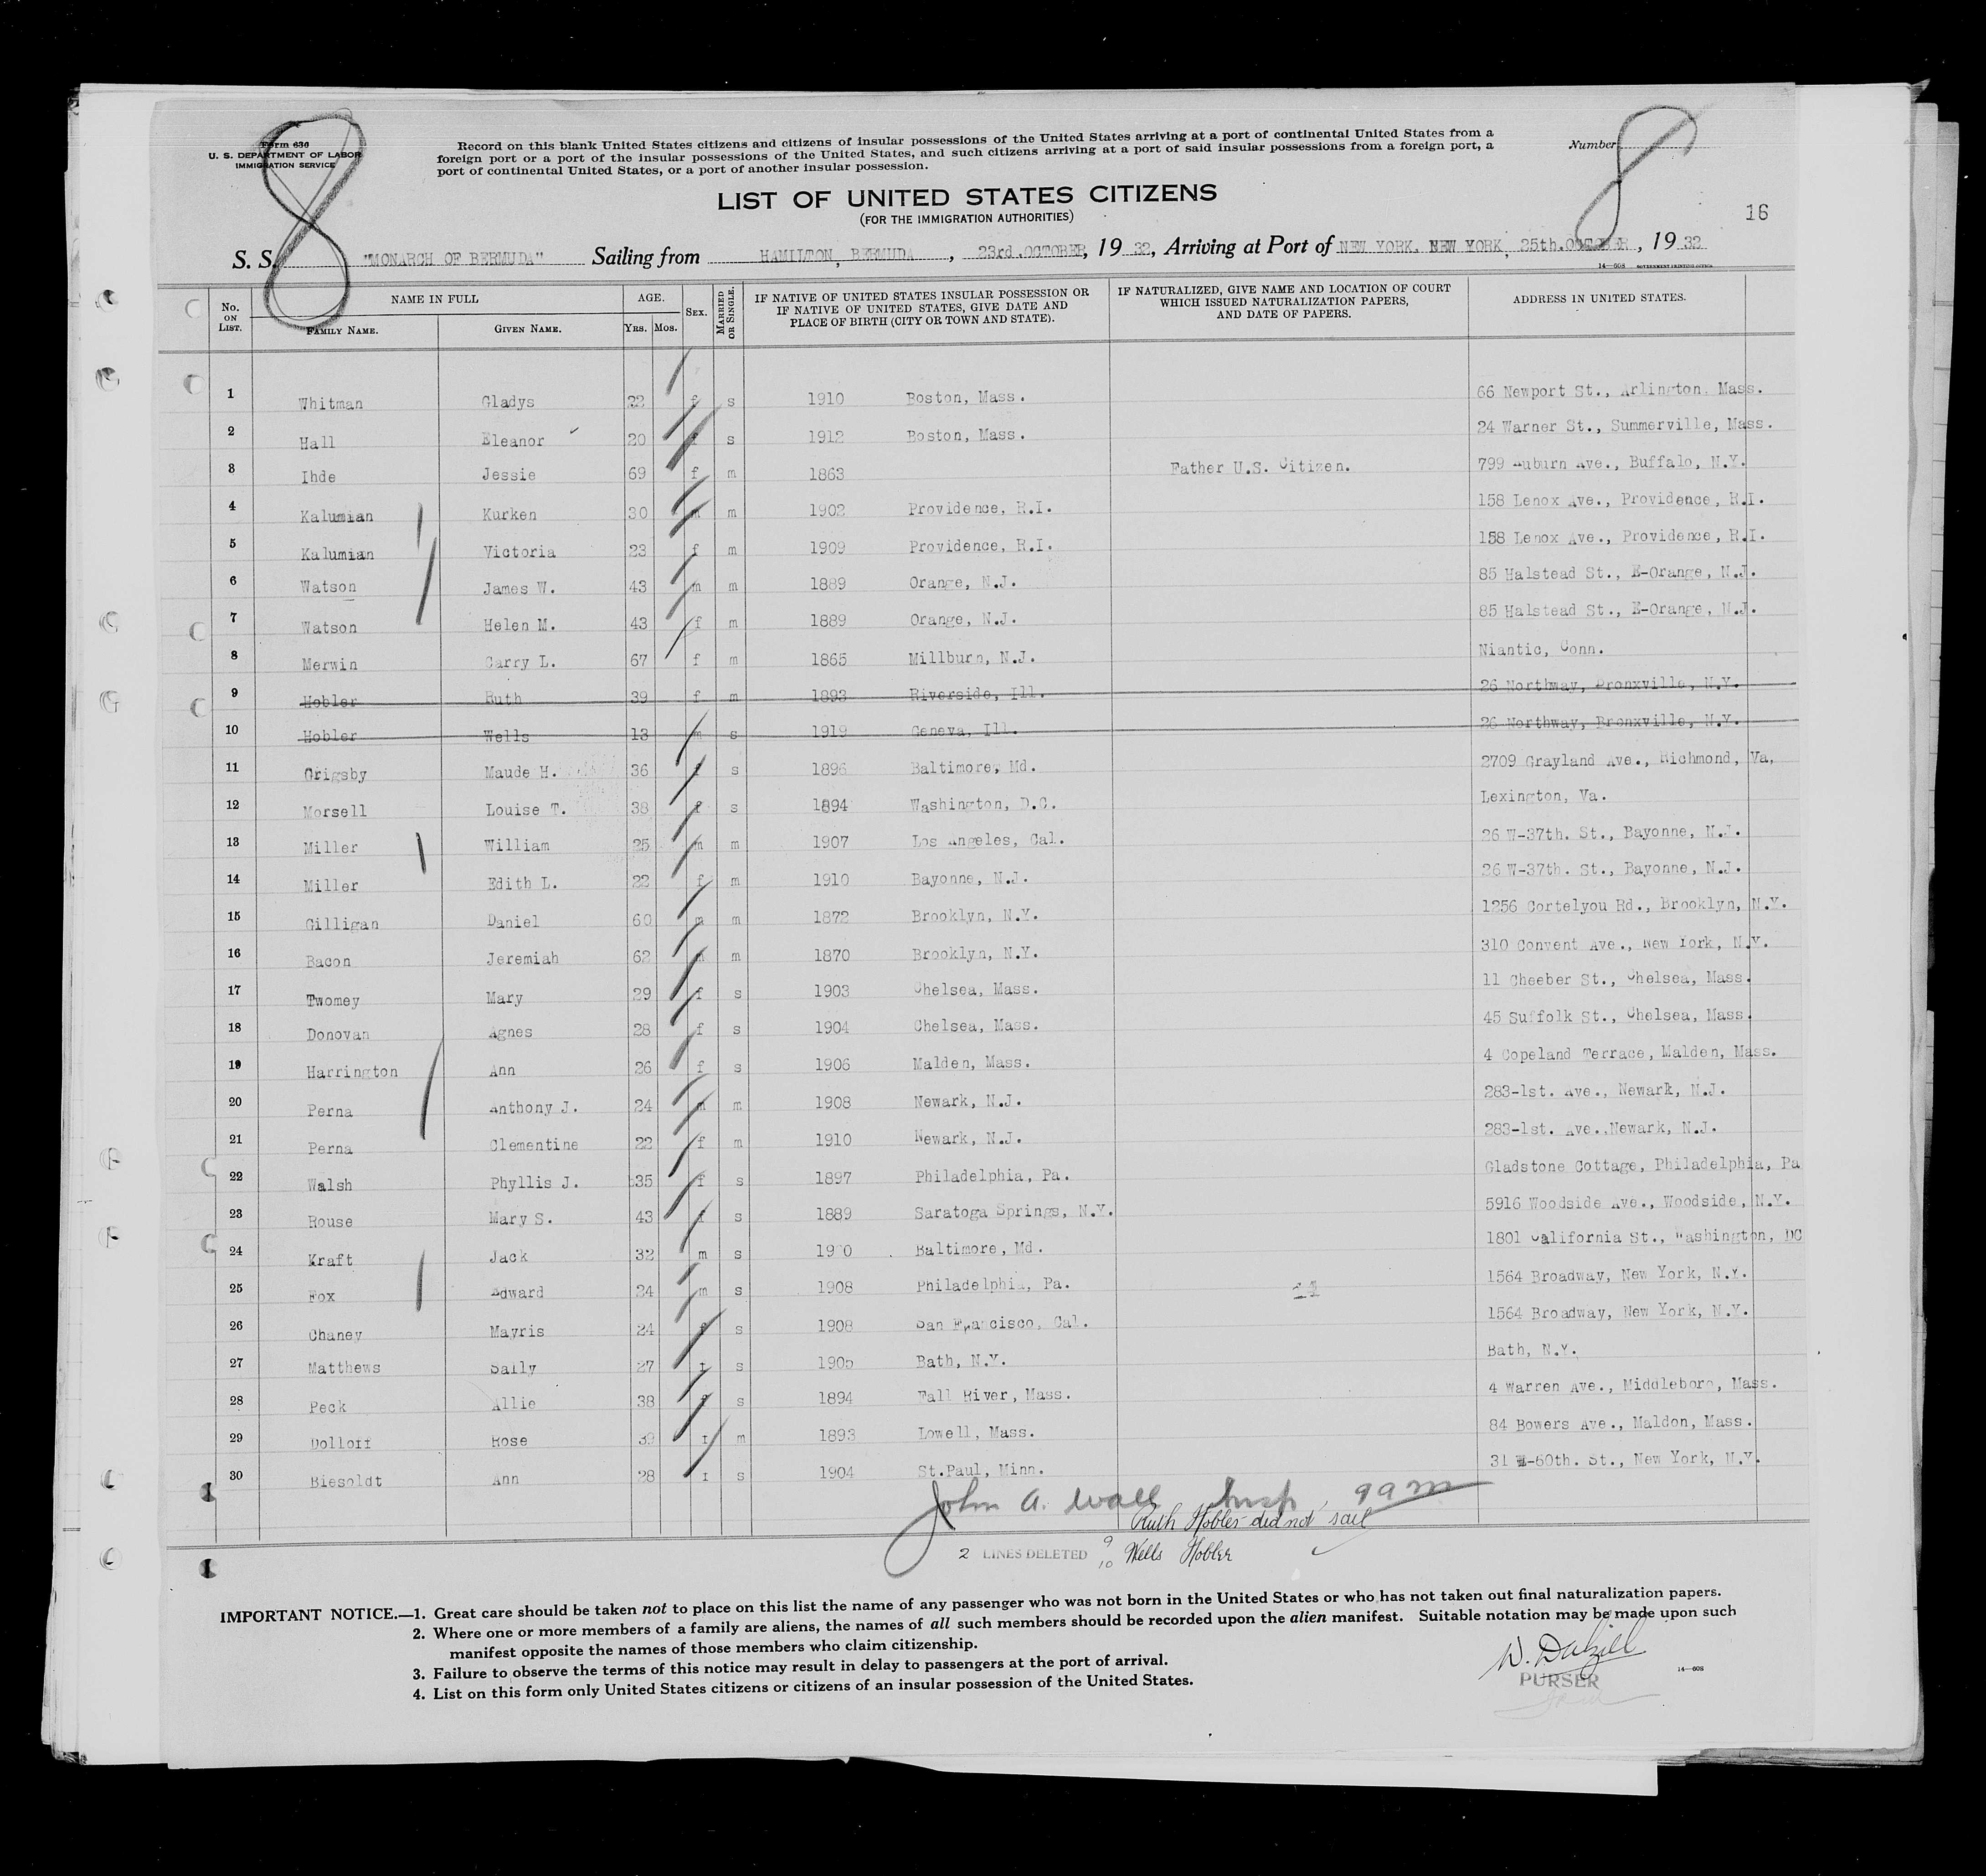 8
8
Form 630
U. S. DEPARTMENT OF LABOR
IMMIGRATION SERVICE
Record on this blank United States citizens and citizens of insular possessions of the United States arriving at a port of continental United States from a
foreign port or a port of the insular possessions of the United States, and such citizens arriving at a port of said insular possessions from a foreign port, a
port of continental United States, or a port of another insular possession.
Number
LIST OF UNITED STATES CITIZENS
(FOR THE IMMIGRATION AUTHORITIES)
16
S. S. "MONARCH OF BERMUDA" Sailing from HAMILTON, BERMUDA, 23rd.OCTOBER, 1932, Arriving at Port of NEW YORK. NEW YORK, 25th.OCTOBER, 1932
14—608 GOVERNMENT PRINTING OFFICE
No. ON LIST. NAME IN FULL FAMILY NAME. GIVEN NAME. AGE. YRS. MOS. SEX. MARRIED OR SINGLE. IF NATIVE OF UNITED STATES INSULAR POSSESSION OR IF NATIVE OF UNITED STATES, GIVE DATE AND PLACE OF BIRTH (CITY OR TOWN AND STATE). IF NATURALIZED, GIVE NAME AND LOCATION OF COURT WHICH ISSUED NATURALIZATION PAPERS, AND DATE OF PAPERS. ADDRESS IN UNITED STATES.
1 Whitman Gladys 22 f s 1910 Boston, Mass. 66 Newport St., Arlington. Mass.
2 Hall Eleanor 20 f s 1912 Boston, Mass. 24 Warner St., Summerville, Mass.
3 Ihde Jessie 69 f m 1863 Father U.S. Citizen. 799 Auburn Ave., Buffalo, N.Y.
4 Kalumian Kurken 30 m m 1902 Providence, R.I. 158 Lenox Ave., Providence, R.I.
5 Kalumian Victoria 23 f m 1909 Providence, R.I. 158 Lenox Ave., Providence, R.I.
6 Watson James W. 43 m m 1889 Orange, N.J. 85 Halstead St., E-Orange, N.J.
7 Watson Helen M. 43 f m 1889 Orange, N.J. 85 Halstead St., E-Orange, N.J.
8 Merwin Carry L. 67 f m 1865 Millburn, N.J. Niantic, Conn.
9 Hobler Ruth 39 f m 1893 Riverside, Ill. 26 Northway, Bronxville, N.Y.
10 Hobler Wells 13 m s 1919 Geneva, Ill. 26 Northway, Bronxville, N.Y.
11 Grigsby Maude H. 36 f s 1896 Baltimore, Md. 2709 Grayland Ave., Richmond, Va,
12 Morsell Louise T. 38 f s 1894 Washington, D.C. Lexington, Va.
13 Miller William 25 m m 1907 Los Angeles, Cal. 26 W-37th. St., Bayonne, N.J.
14 Miller Edith L. 22 f m 1910 Bayonne, N.J. 26 W-37th. St., Bayonne, N.J.
15 Gilligan Daniel 60 m m 1872 Brooklyn, N.Y. 1256 Cortelyou Rd., Brooklyn, N.Y.
16 Bacon Jeremiah 62 m m 1870 Brooklyn, N.Y. 310 Convent Ave., New York, N.Y.
17 Twomey Mary 29 f s 1903 Chelsea, Mass. 11 Cheeber St., Chelsea, Mass.
18 Donovan Agnes 28 f s 1904 Chelsea, Mass. 45 Suffolk St., Chelsea, Mass.
19 Harrington Ann 26 f s 1906 Malden, Mass. 4 Copeland Terrace, Malden, Mass.
20 Perna Anthony J. 24 m m 1908 Newark, N.J. 283-1st. Ave., Newark, N.J.
21 Perna Clementine 22 f m 1910 Newark, N.J. 283-1st. Ave.,Newark, N.J.
22 Walsh Phyllis J. 35 f s 1897 Philadelphia, Pa. Gladstone Cottage, Philadelphia, Pa
23 Rouse Mary S. 43 f s 1889 Saratoga Springs, N.Y. 5916 Woodside Ave., Woodside, N.Y.
24 Kraft Jack 32 m s 1900 Baltimore, Md. 1801 California St., Washington, DC
25 Fox Edward 24 m s 1908 Philadelphia, Pa. 1564 Broadway, New York, N.Y.
26 Chaney Mayris 24 f s 1908 San Francisco, Cal. 1564 Broadway, New York, N.Y.
27 Matthews Sally 27 f s 1905 Bath, N.Y. Bath, N.Y.
28 Peck Allie 38 f s 1894 Fall River, Mass. 4 Warren Ave., Middleboro, Mass.
29 Dolloff Rose 39 f m 1893 Lowell, Mass. 84 Bowers Ave., Maldon, Mass.
30 Biesoldt Ann 28 f s 1904 St.Paul, Minn. 31 W-60th. St., New York, N.Y.
John A. Wall Insp 9 am
Ruth Hobler did not sail
2 LINES DELETED 9 10 Wells Hobler
IMPORTANT NOTICE.—1. Great care should be taken not to place on this list the name of any passenger who was not born in the United States or who has not taken out final naturalization papers.
2. Where one or more members of a family are aliens, the names of all such members should be recorded upon the alien manifest. Suitable notation may be made upon such
manifest opposite the names of those members who claim citizenship.
3. Failure to observe the terms of this notice may result in delay to passengers at the port of arrival.
4. List on this form only United States citizens or citizens of an insular possession of the United States.
W. Dalziell
PURSER
14—608